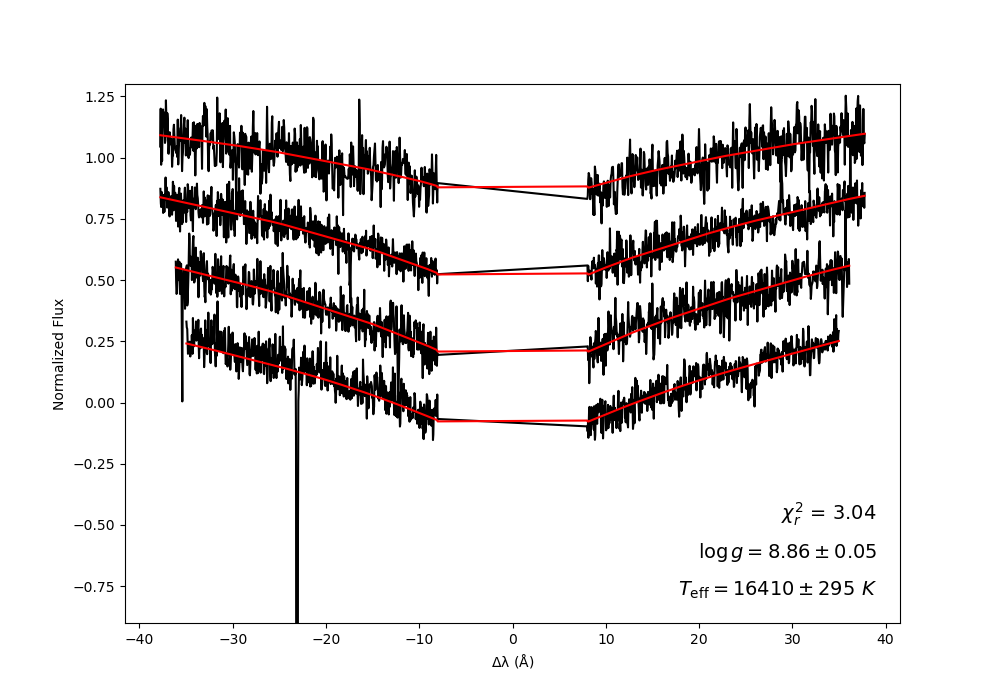 1.25
1.00
0.75
0.50
0.25
0.00
−0.25
−0.50
−0.75
Normalized Flux
χ²ᵣ = 3.04
log g = 8.86 ± 0.05
T_eff = 16410 ± 295 K
−40 −30 −20 −10 0 10 20 30 40
Δλ (Å)